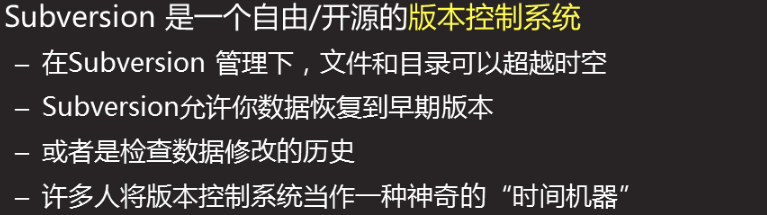 Subversion 是一个自由/开源的版本控制系统
– 在Subversion 管理下，文件和目录可以超越时空
– Subversion允许你数据恢复到早期版本
– 或者是检查数据修改的历史
– 许多人将版本控制系统当作一种神奇的“时间机器”